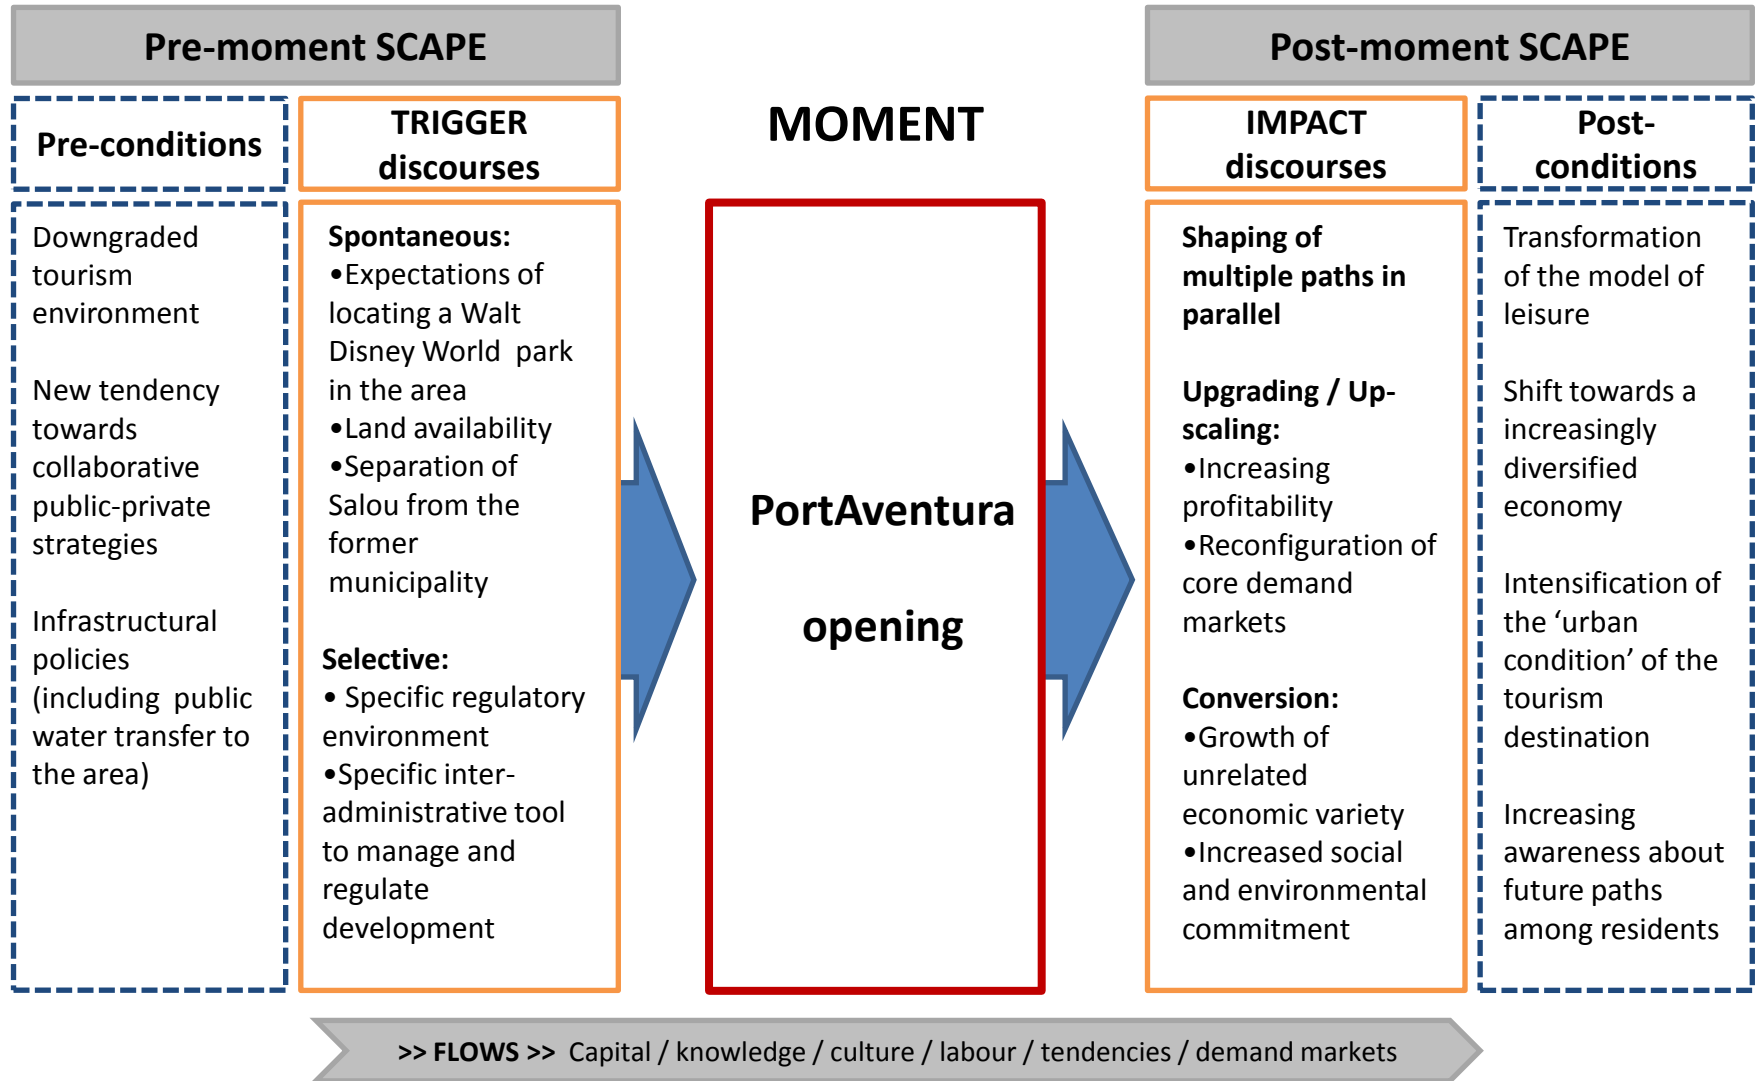 Pre-moment SCAPE
Pre-conditions
Downgraded
tourism
environment
New tendency
towards
collaborative
public-private
strategies
Infrastructural
policies
(including public
water transfer to
the area)
TRIGGER
discourses
Spontaneous:
•Expectations of
locating a Walt
Disney World park
in the area
•Land availability
•Separation of
Salou from the
former
municipality
Selective:
• Specific regulatory
environment
•Specific inter-
administrative tool
to manage and
regulate
development
MOMENT
PortAventura
opening
Post-moment SCAPE
IMPACT
discourses
Shaping of
multiple paths in
parallel
Upgrading / Up-
scaling:
•Increasing
profitability
•Reconfiguration of
core demand
markets
Conversion:
•Growth of
unrelated
economic variety
•Increased social
and environmental
commitment
Post-
conditions
Transformation
of the model of
leisure
Shift towards a
increasingly
diversified
economy
Intensification of
the ‘urban
condition’ of the
tourism
destination
Increasing
awareness about
future paths
among residents
>> FLOWS >> Capital / knowledge / culture / labour / tendencies / demand markets